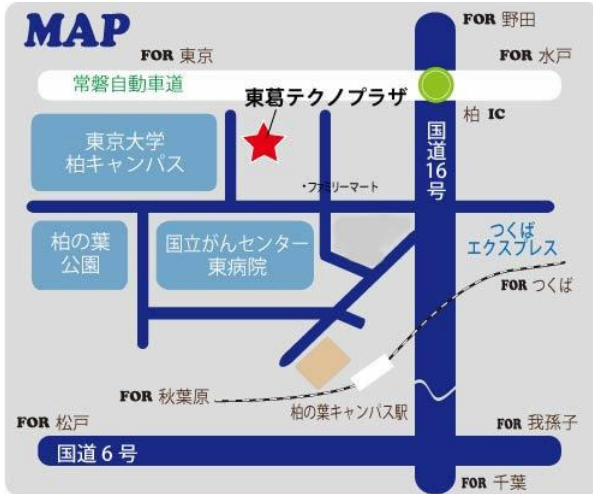 MAP
FOR 野田
FOR 東京
FOR 水戸
常磐自動車道
東葛テクノプラザ
柏 IC
東京大学
柏キャンパス
国道16号
・ファミリーマート
柏の葉
公園
国立がんセンター
東病院
つくば
エクスプレス
FOR つくば
FOR 秋葉原
柏の葉キャンパス駅
FOR 松戸
FOR 我孫子
国道6号
FOR 千葉